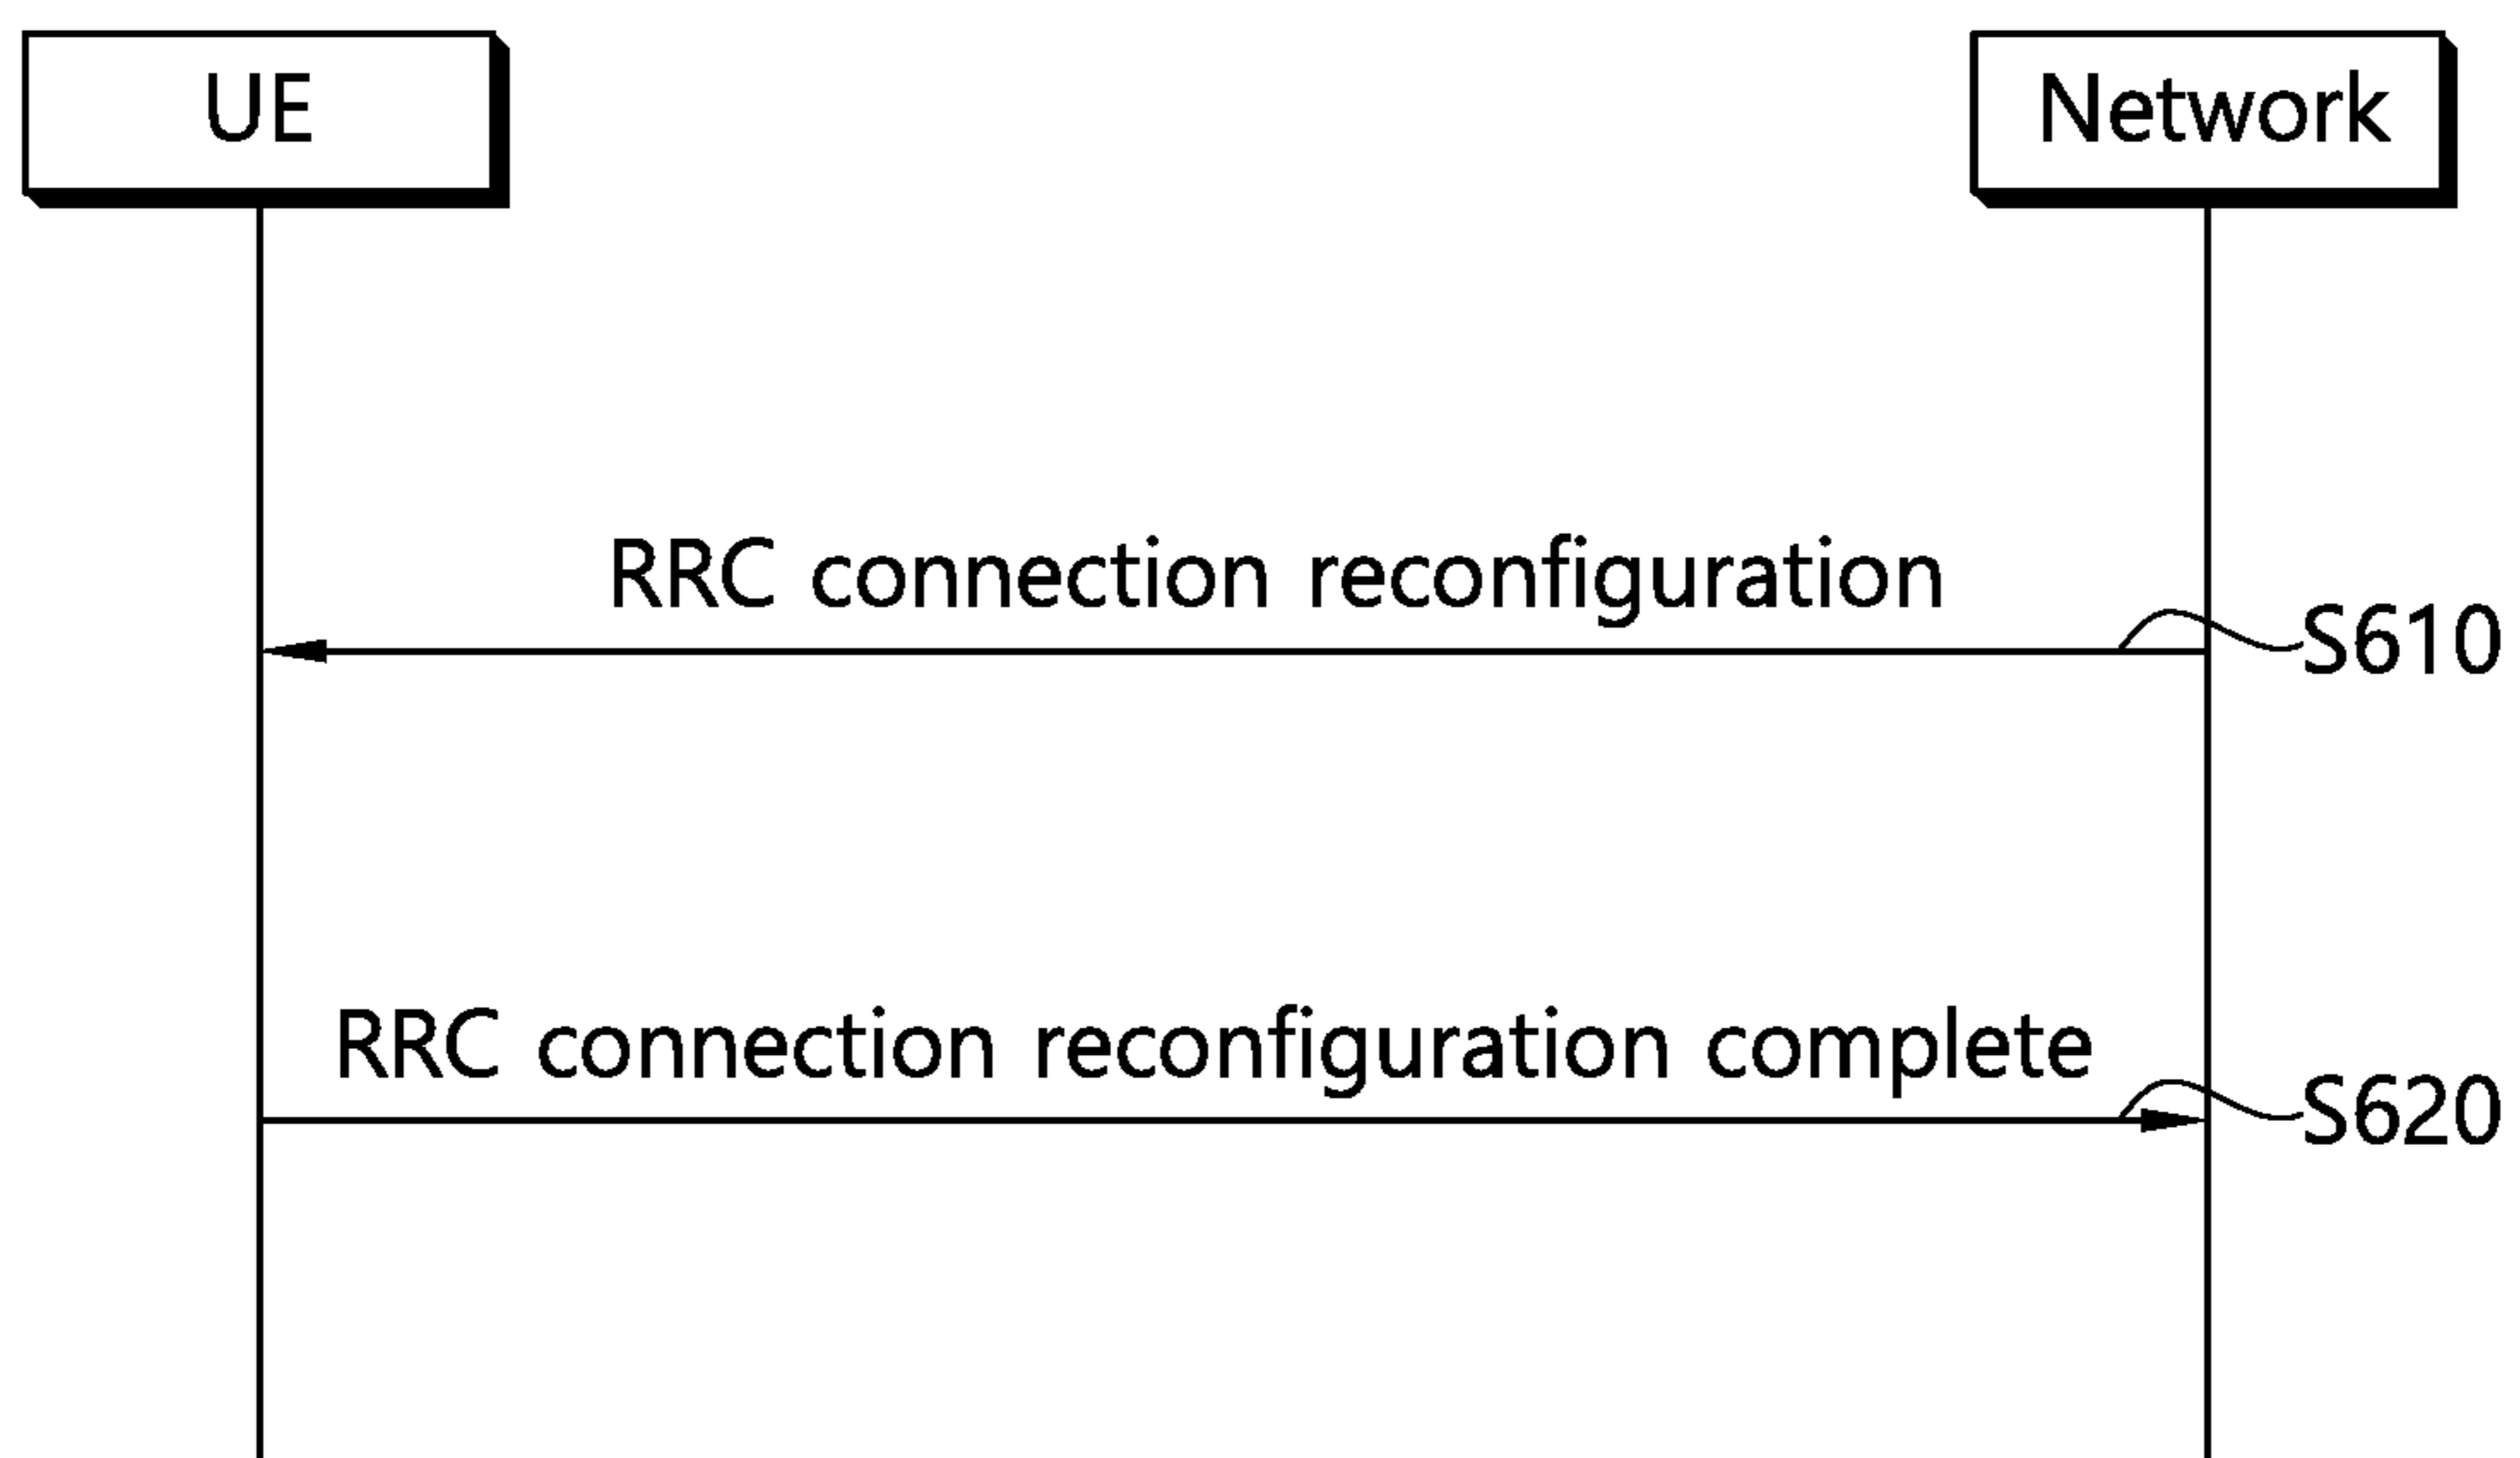 UE
Network
RRC connection reconfiguration
S610
RRC connection reconfiguration complete
S620